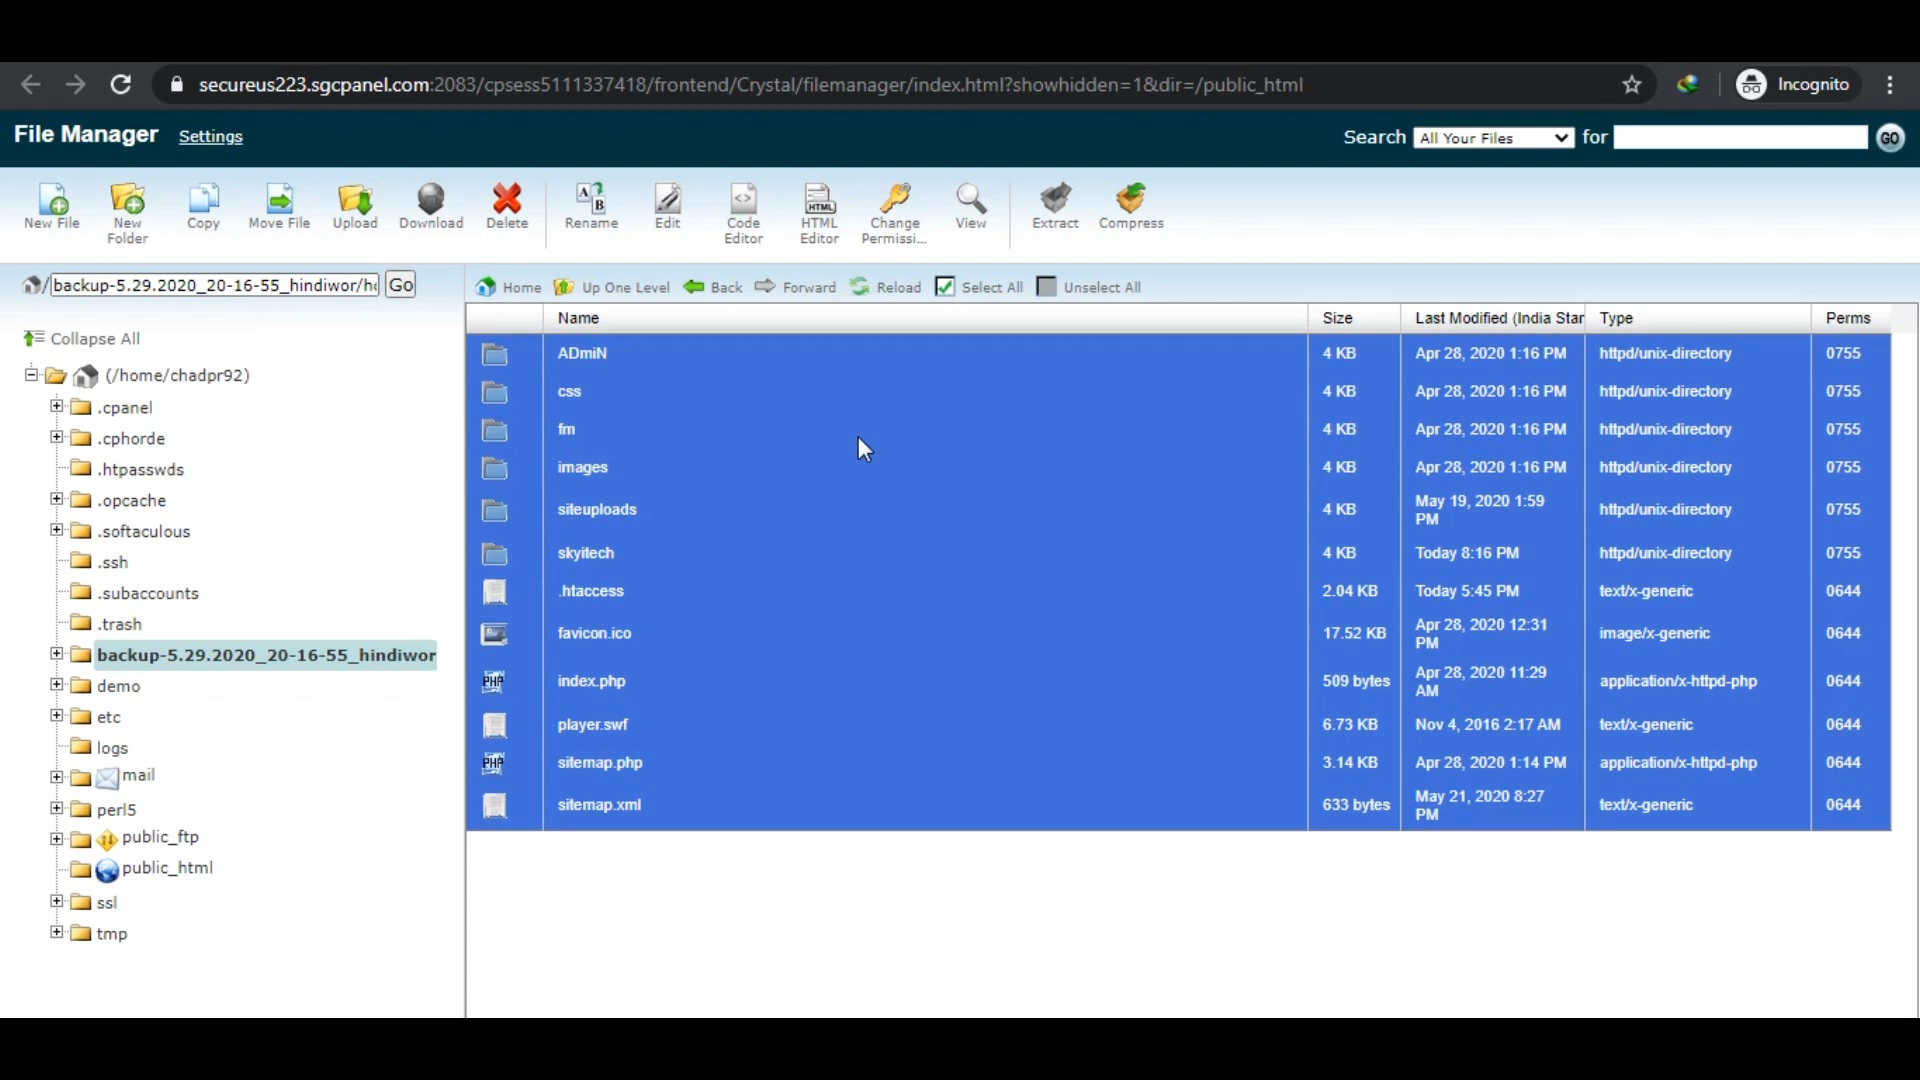 secureus223.sgcpanel.com:2083/cpsess5111337418/frontend/Crystal/filemanager/index.html?showhidden=1&dir=/public_html
Incognito
File Manager Settings
Search All Your Files for GO
New File
New
Folder
Copy
Move File
Upload
Download
Delete
Rename
Edit
Code
Editor
HTML
Editor
Change
Permissi...
View
Extract
Compress
/backup-5.29.2020_20-16-55_hindiwor/h Go
Home Up One Level Back Forward Reload Select All Unselect All
Collapse All
(/home/chadpr92)
.cpanel
.cphorde
.htpasswds
.opcache
.softaculous
.ssh
.subaccounts
.trash
backup-5.29.2020_20-16-55_hindiwor
demo
etc
logs
mail
perl5
public_ftp
public_html
ssl
tmp
Name Size Last Modified (India Star Type Perms
ADmiN 4 KB Apr 28, 2020 1:16 PM httpd/unix-directory 0755
css 4 KB Apr 28, 2020 1:16 PM httpd/unix-directory 0755
fm 4 KB Apr 28, 2020 1:16 PM httpd/unix-directory 0755
images 4 KB Apr 28, 2020 1:16 PM httpd/unix-directory 0755
siteuploads 4 KB May 19, 2020 1:59 PM httpd/unix-directory 0755
skyitech 4 KB Today 8:16 PM httpd/unix-directory 0755
.htaccess 2.04 KB Today 5:45 PM text/x-generic 0644
favicon.ico 17.52 KB Apr 28, 2020 12:31 PM image/x-generic 0644
PHP index.php 509 bytes Apr 28, 2020 11:29 AM application/x-httpd-php 0644
player.swf 6.73 KB Nov 4, 2016 2:17 AM text/x-generic 0644
PHP sitemap.php 3.14 KB Apr 28, 2020 1:14 PM application/x-httpd-php 0644
sitemap.xml 633 bytes May 21, 2020 8:27 PM text/x-generic 0644